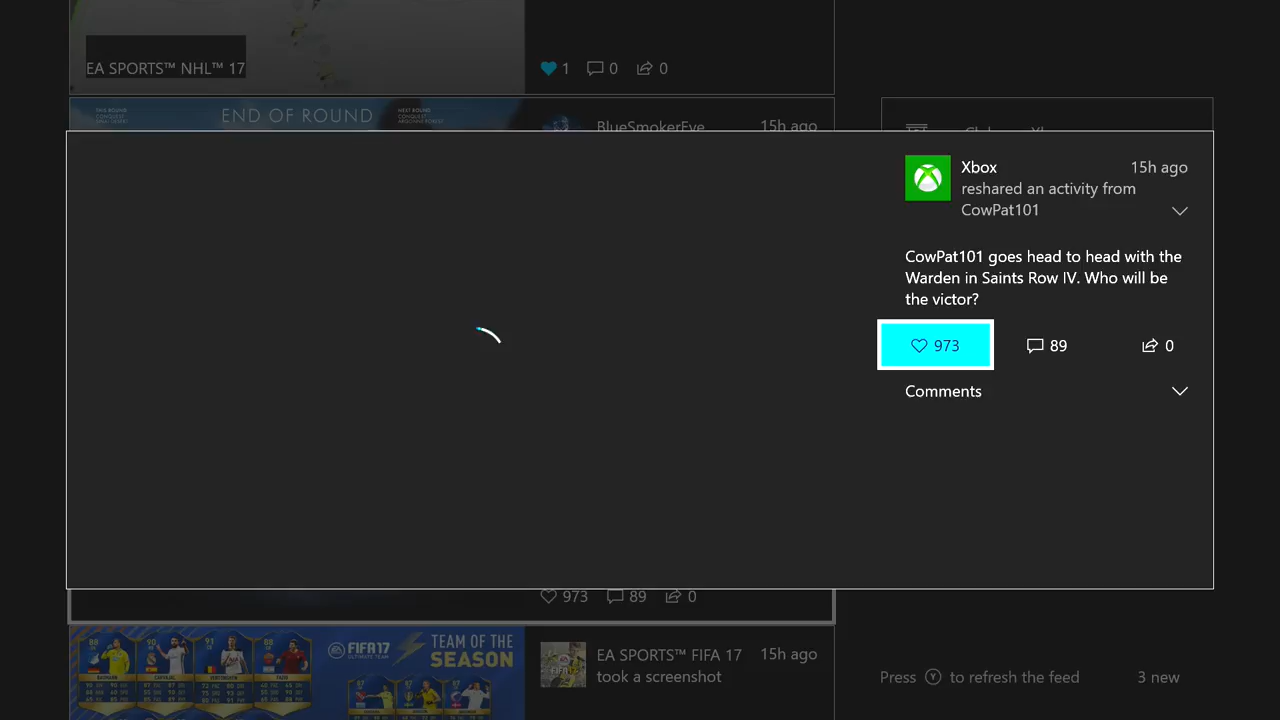 EA SPORTS™ NHL™ 17
1 0 0
END OF ROUND
BlueSmokerEye 15h ago
Xbox 15h ago
reshared an activity from
CowPat101
CowPat101 goes head to head with the
Warden in Saints Row IV. Who will be
the victor?
973 89 0
Comments
973 89 0
FIFA17
TEAM OF THE
SEASON
EA SPORTS™ FIFA 17 15h ago
took a screenshot
Press Y to refresh the feed 3 new